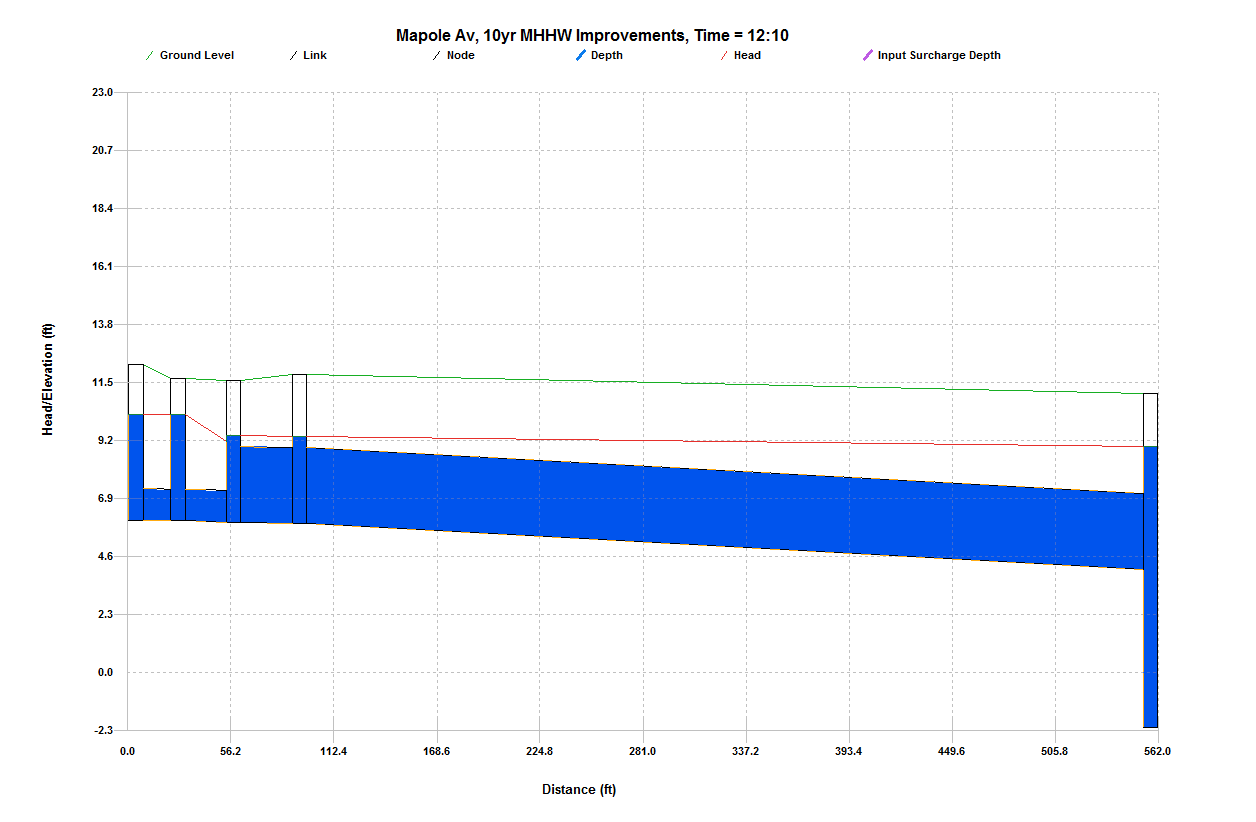 Mapole Av, 10yr MHHW Improvements, Time = 12:10
Ground Level Link Node Depth Head Input Surcharge Depth
23.0
20.7
18.4
16.1
13.8
11.5
9.2
6.9
4.6
2.3
0.0
-2.3
Head/Elevation (ft)
0.0 56.2 112.4 168.6 224.8 281.0 337.2 393.4 449.6 505.8 562.0
Distance (ft)